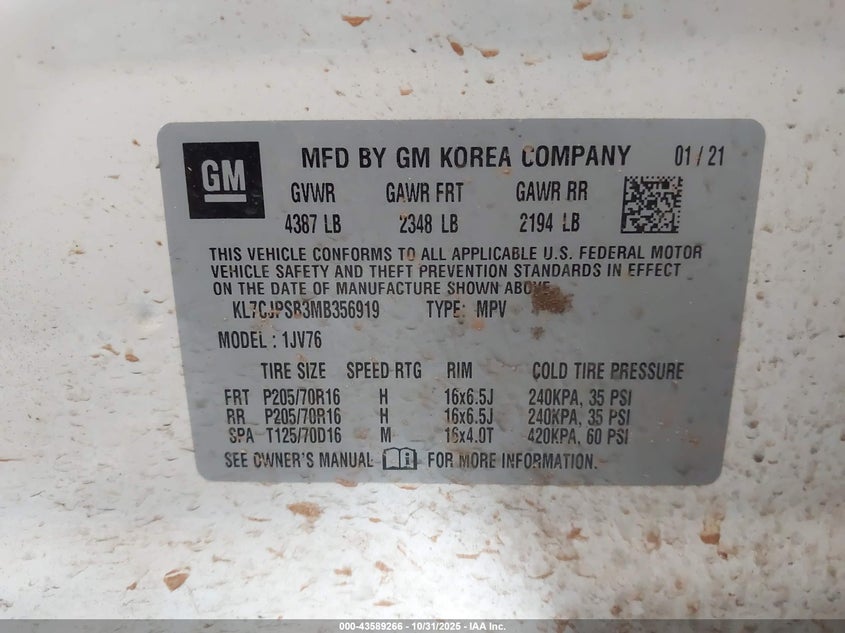 GM
MFD BY GM KOREA COMPANY 01 / 21
GVWR GAWR FRT GAWR RR
4387 LB 2348 LB 2194 LB
THIS VEHICLE CONFORMS TO ALL APPLICABLE U.S. FEDERAL MOTOR
VEHICLE SAFETY AND THEFT PREVENTION STANDARDS IN EFFECT
ON THE DATE OF MANUFACTURE SHOWN ABOVE.
KL7CJPSB3MB356919 TYPE: MPV
MODEL : 1JV76
TIRE SIZE SPEED RTG RIM COLD TIRE PRESSURE
FRT P205/70R16 H 16x6.5J 240KPA, 35 PSI
RR P205/70R16 H 16x6.5J 240KPA, 35 PSI
SPA T125/70D16 M 16x4.0T 420KPA, 60 PSI
SEE OWNER'S MANUAL FOR MORE INFORMATION.
000-43589266 - 10/31/2025 - IAA Inc.